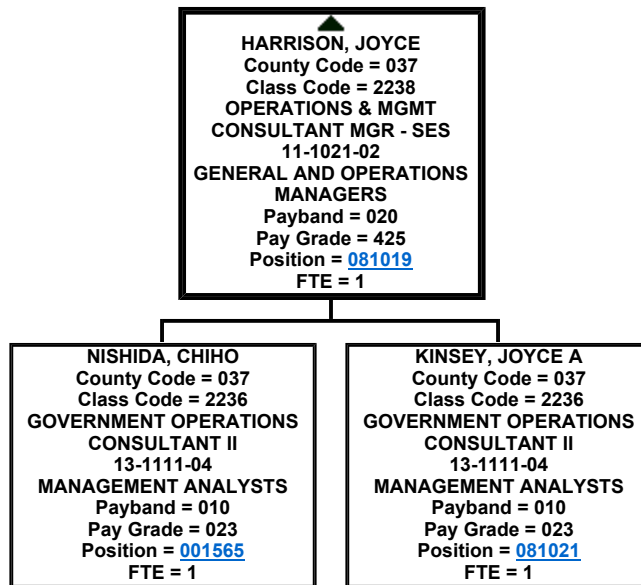 HARRISON, JOYCE
County Code = 037
Class Code = 2238
OPERATIONS & MGMT
CONSULTANT MGR - SES
11-1021-02
GENERAL AND OPERATIONS
MANAGERS
Payband = 020
Pay Grade = 425
Position = 081019
FTE = 1
NISHIDA, CHIHO
County Code = 037
Class Code = 2236
GOVERNMENT OPERATIONS
CONSULTANT II
13-1111-04
MANAGEMENT ANALYSTS
Payband = 010
Pay Grade = 023
Position = 001565
FTE = 1
KINSEY, JOYCE A
County Code = 037
Class Code = 2236
GOVERNMENT OPERATIONS
CONSULTANT II
13-1111-04
MANAGEMENT ANALYSTS
Payband = 010
Pay Grade = 023
Position = 081021
FTE = 1